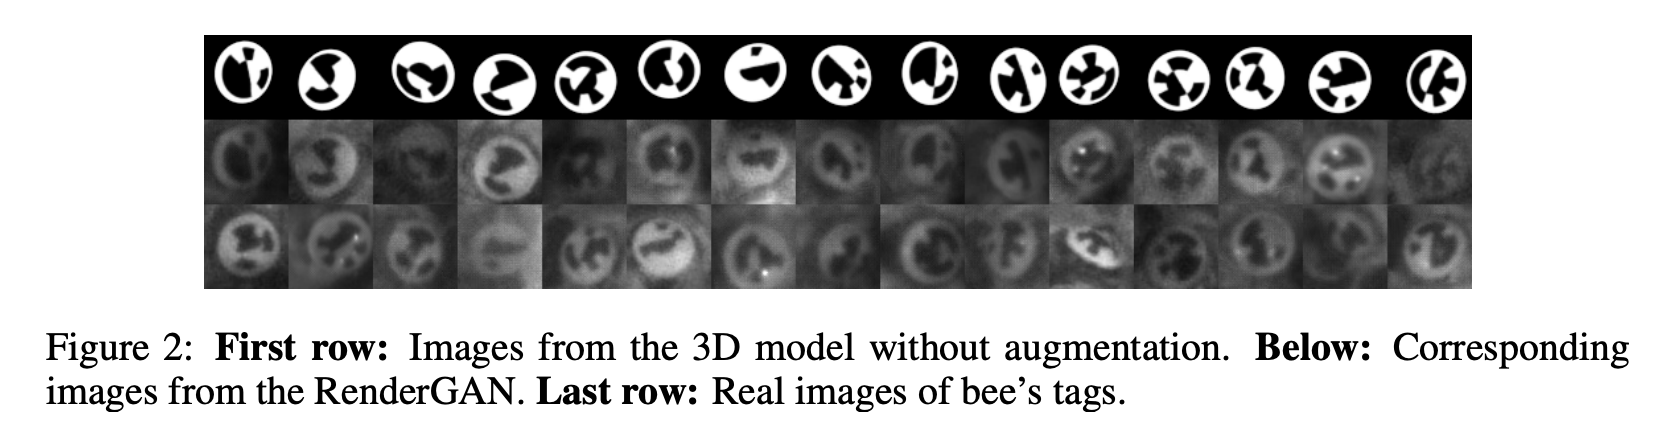 Figure 2: First row: Images from the 3D model without augmentation. Below: Corresponding
images from the RenderGAN. Last row: Real images of bee's tags.